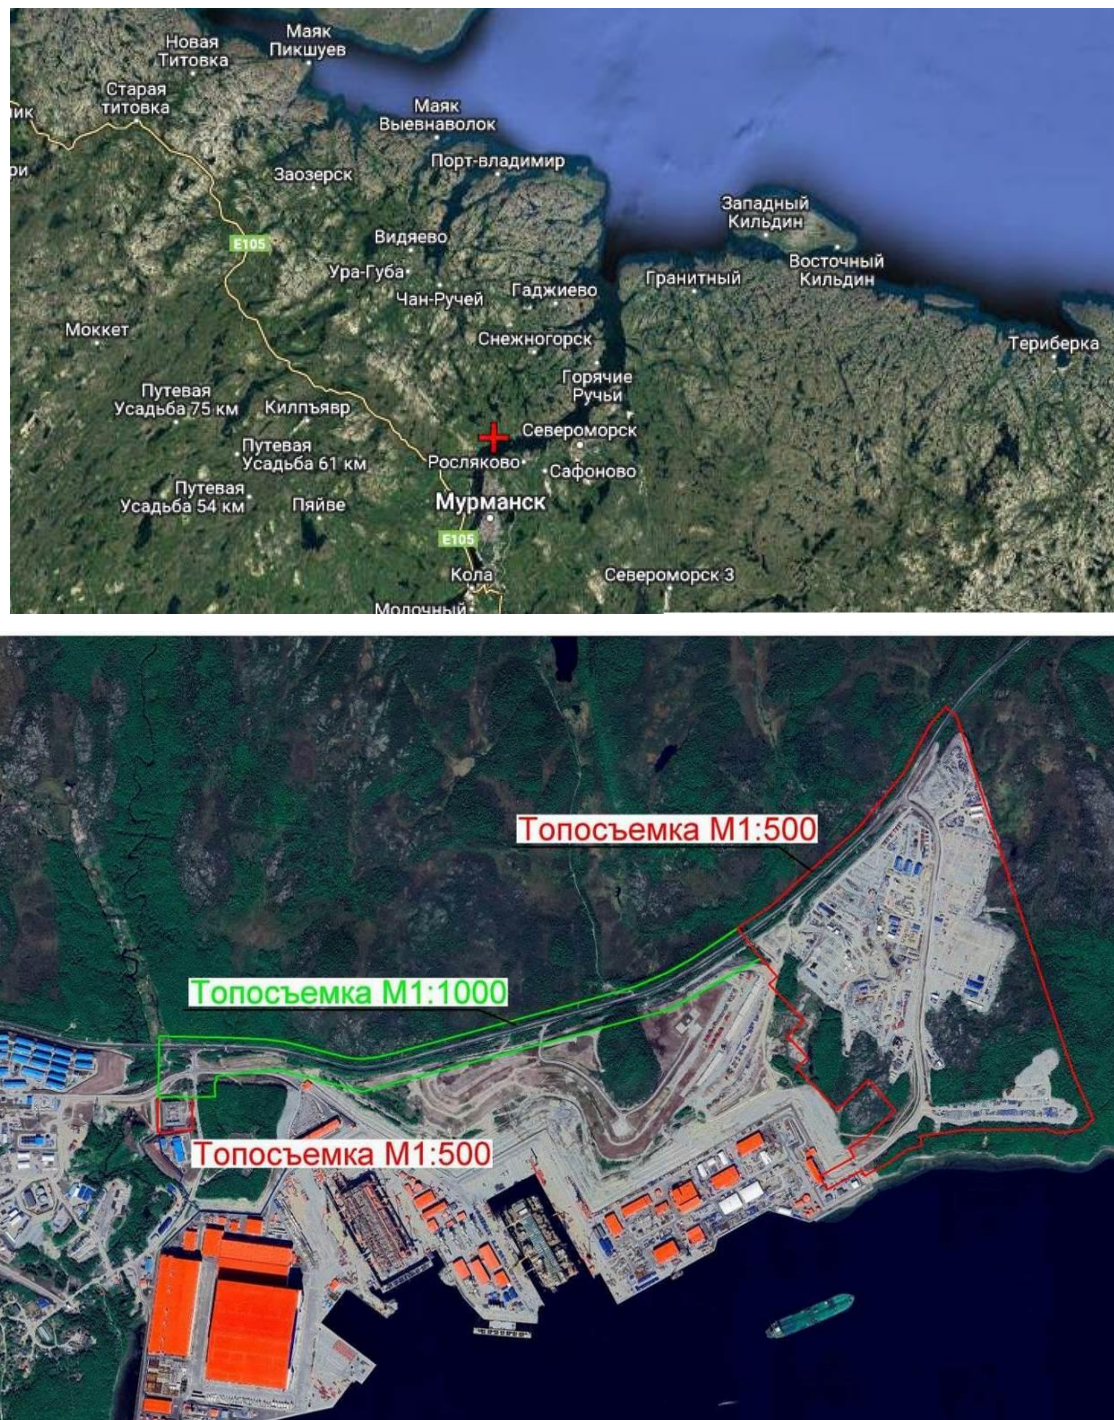 Новая
Титовка
Маяк
Пикшуев
Старая
титовка
ик
Маяк
Выевнаволок
ри
Заозерск
Порт-владимир
Западный
Кильдин
E105
Видяево
Восточный
Кильдин
Ура-Губа
Чан-Ручей
Гаджиево
Гранитный
Моккет
Снежногорск
Териберка
Горячие
Ручьи
Путевая
Усадьба 75 км
Килпъявр
Североморск
Путевая
Усадьба 61 км
Росляково
Сафоново
Путевая
Усадьба 54 км
Пяйве
Мурманск
E105
Кола
Североморск 3
Молочный
Топосъемка М1:500
Топосъемка М1:1000
Топосъемка М1:500